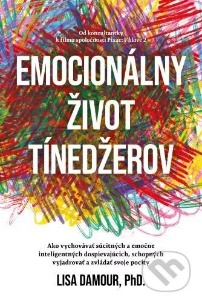 Od konzultantky
k filmu spoločnosti Pixar: V hlave 2
EMOCIONÁLNY
ŽIVOT
TÍNEDŽEROV
Ako vychovávať súcitných a emočne
inteligentných dospievajúcich, schopných
vyjadrovať a zvládať svoje pocity
LISA DAMOUR, PhD.
Martinus